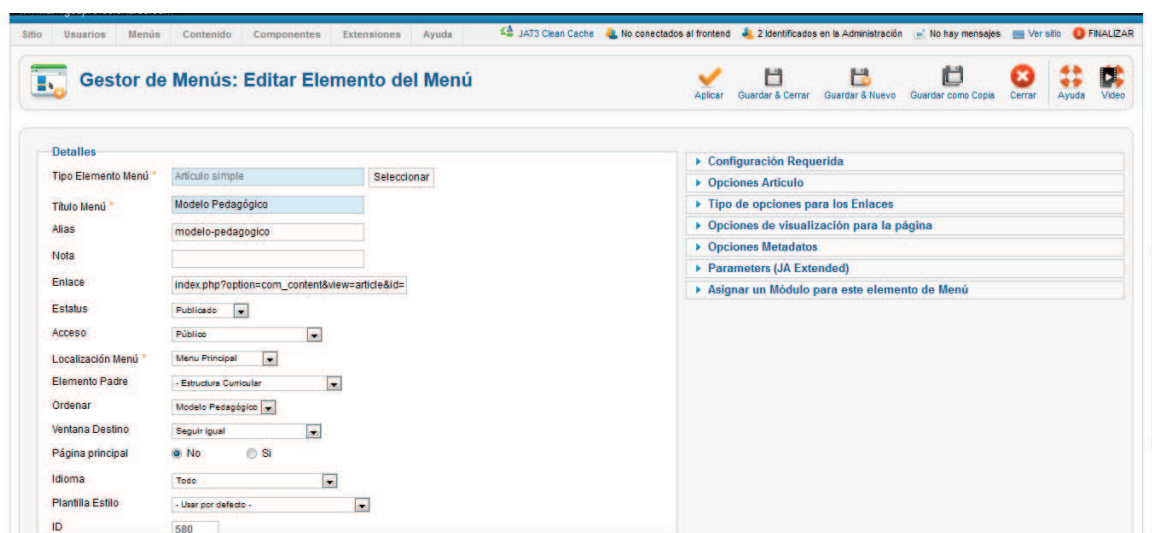 Sitio Usuarios Menús Contenido Componentes Extensiones Ayuda JAT3 Clean Cache No conectados al frontend 2 Identificados en la Administración No hay mensajes Ver sitio FINALIZAR
Gestor de Menús: Editar Elemento del Menú
Aplicar Guardar & Cerrar Guardar & Nuevo Guardar como Copia Cerrar Ayuda Video
Detalles
Tipo Elemento Menú * Artículo simple Seleccionar
Título Menú * Modelo Pedagógico
Alias modelo-pedagogico
Nota
Enlace index.php?option=com_content&view=article&id=
Estatus Publicado
Acceso Público
Localización Menú * Menu Principal
Elemento Padre - Estructura Curricular
Ordenar Modelo Pedagógico
Ventana Destino Seguir igual
Página principal No Si
Idioma Todo
Plantilla Estilo - Usar por defecto -
ID 580
Configuración Requerida
Opciones Artículo
Tipo de opciones para los Enlaces
Opciones de visualización para la página
Opciones Metadatos
Parameters (JA Extended)
Asignar un Módulo para este elemento de Menú